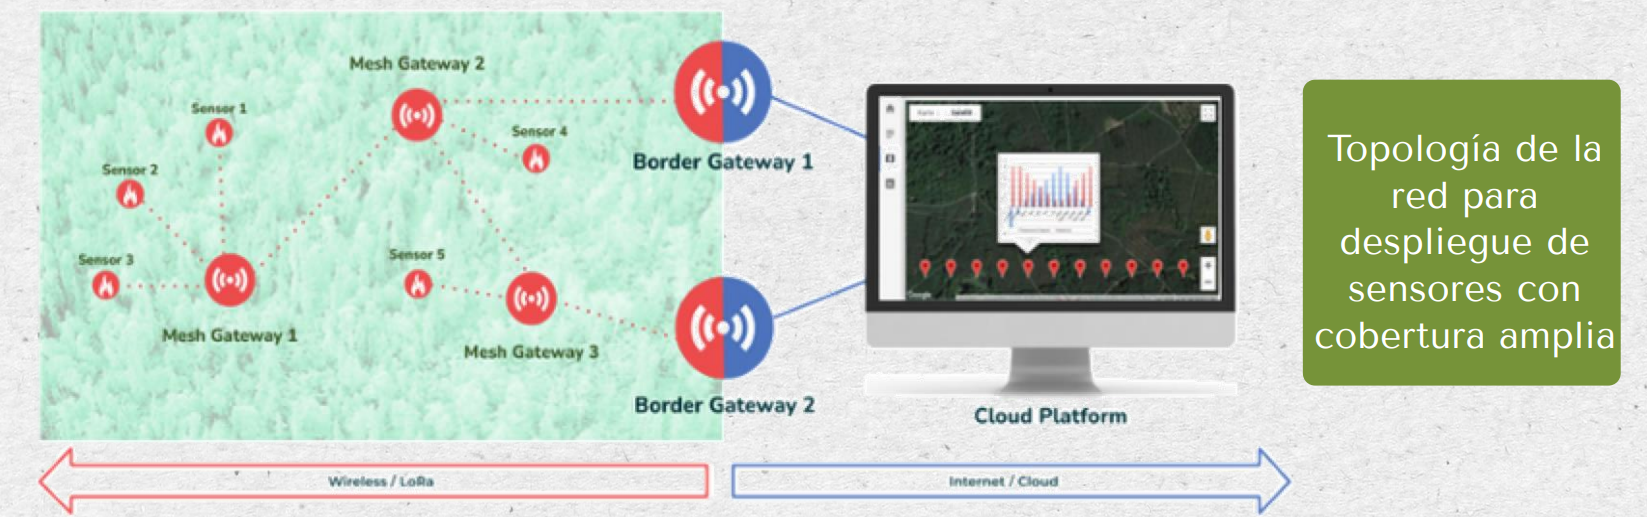 Mesh Gateway 2
Sensor 1
Sensor 4
Sensor 2
Border Gateway 1
Sensor 3
Sensor 5
Mesh Gateway 1
Mesh Gateway 3
Border Gateway 2
Google
Cloud Platform
Wireless / LoRa
Internet / Cloud
Topología de la
red para
despliegue de
sensores con
cobertura amplia